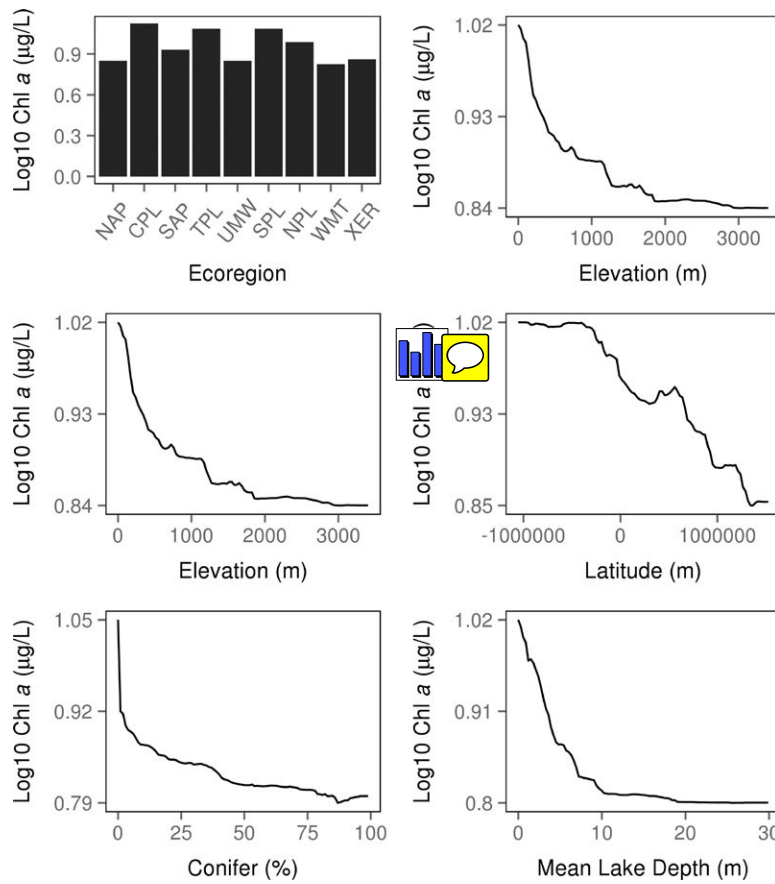 Log10 Chl a (μg/L)
0.9
0.6
0.3
0.0
NAP CPL SAP TPL UMW SPL NPL WMT XER
Ecoregion
Log10 Chl a (μg/L)
1.02
0.93
0.84
0 1000 2000 3000
Elevation (m)
Log10 Chl a (μg/L)
1.02
0.93
0.84
0 1000 2000 3000
Elevation (m)
Log10 Chl a
1.02
0.93
0.85
-1000000 0 1000000
Latitude (m)
Log10 Chl a (μg/L)
1.05
0.92
0.79
0 25 50 75 100
Conifer (%)
Log10 Chl a (μg/L)
1.02
0.91
0.8
0 10 20 30
Mean Lake Depth (m)